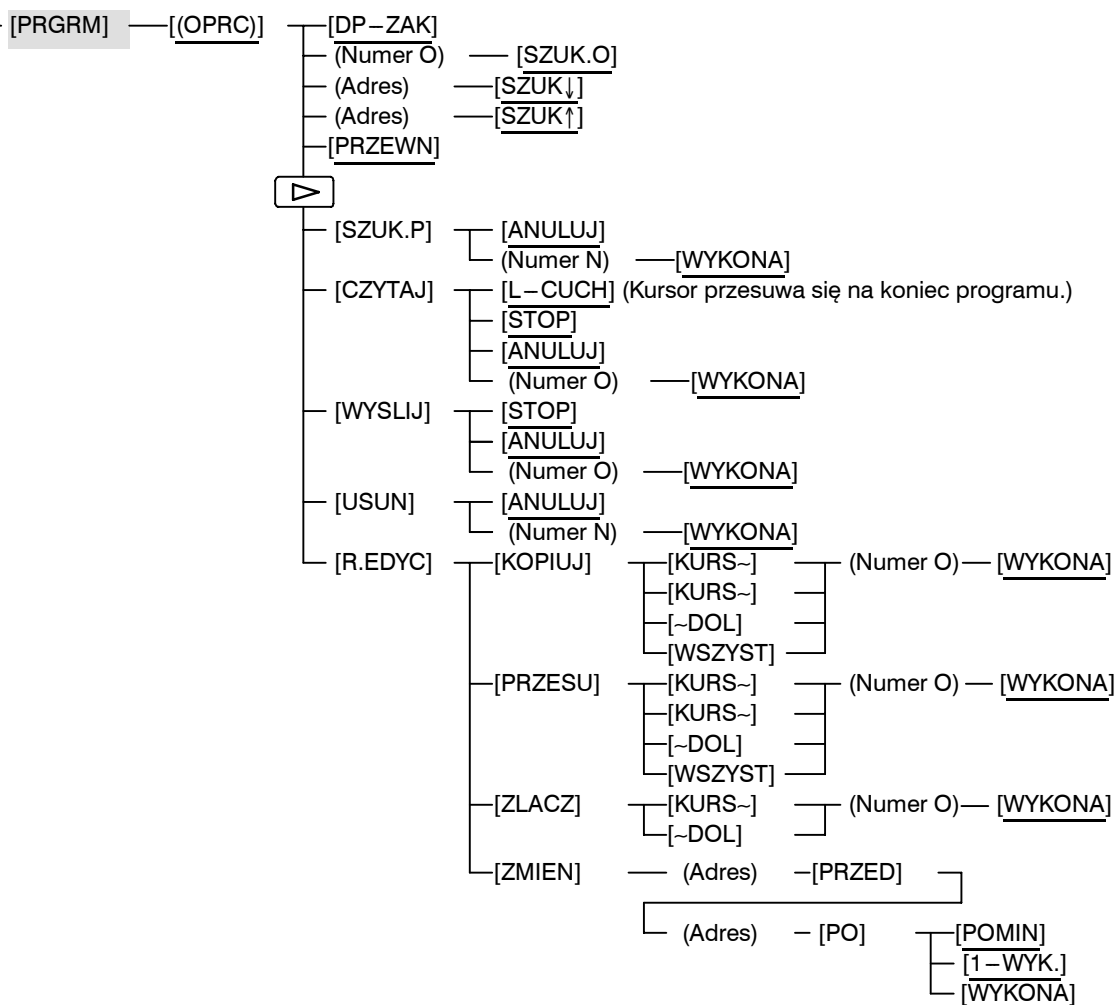 [PRGRM] [(OPRC)] [DP−ZAK]
(Numer O) [SZUK.O]
(Adres) [SZUK↓]
(Adres) [SZUK↑]
[PRZEWN]
[SZUK.P] [ANULUJ]
(Numer N) [WYKONA]
[CZYTAJ] [L−CUCH] (Kursor przesuwa się na koniec programu.)
[STOP]
[ANULUJ]
(Numer O) [WYKONA]
[WYSLIJ] [STOP]
[ANULUJ]
(Numer O) [WYKONA]
[USUN] [ANULUJ]
(Numer N) [WYKONA]
[R.EDYC] [KOPIUJ] [KURS~] (Numer O) [WYKONA]
[KURS~]
[~DOL]
[WSZYST]
[PRZESU] [KURS~] (Numer O) [WYKONA]
[KURS~]
[~DOL]
[WSZYST]
[ZLACZ] [KURS~] (Numer O) [WYKONA]
[~DOL]
[ZMIEN] (Adres) [PRZED]
(Adres) [PO] [POMIN]
[1−WYK.]
[WYKONA]